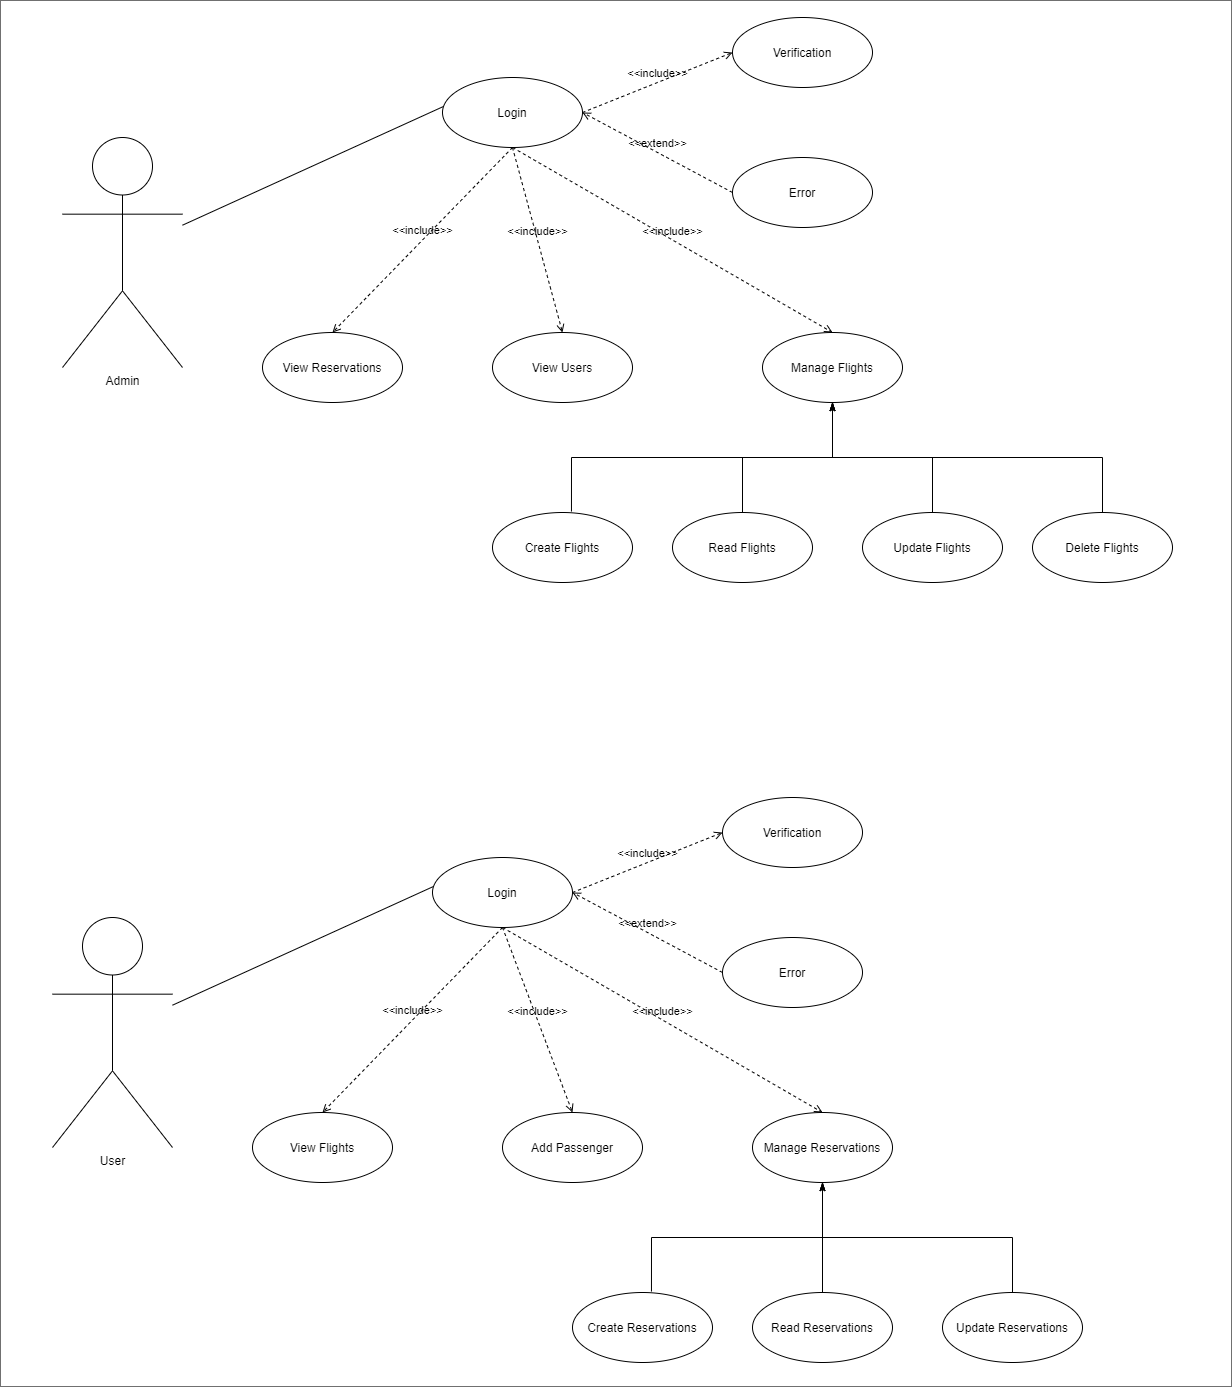 Verification
<<include>>
Login
<<extend>>
Error
<<include>>
<<include>>
<<include>>
View Reservations
View Users
Manage Flights
Admin
Create Flights
Read Flights
Update Flights
Delete Flights
Verification
<<include>>
Login
<<extend>>
Error
<<include>>
<<include>>
<<include>>
View Flights
Add Passenger
Manage Reservations
User
Create Reservations
Read Reservations
Update Reservations